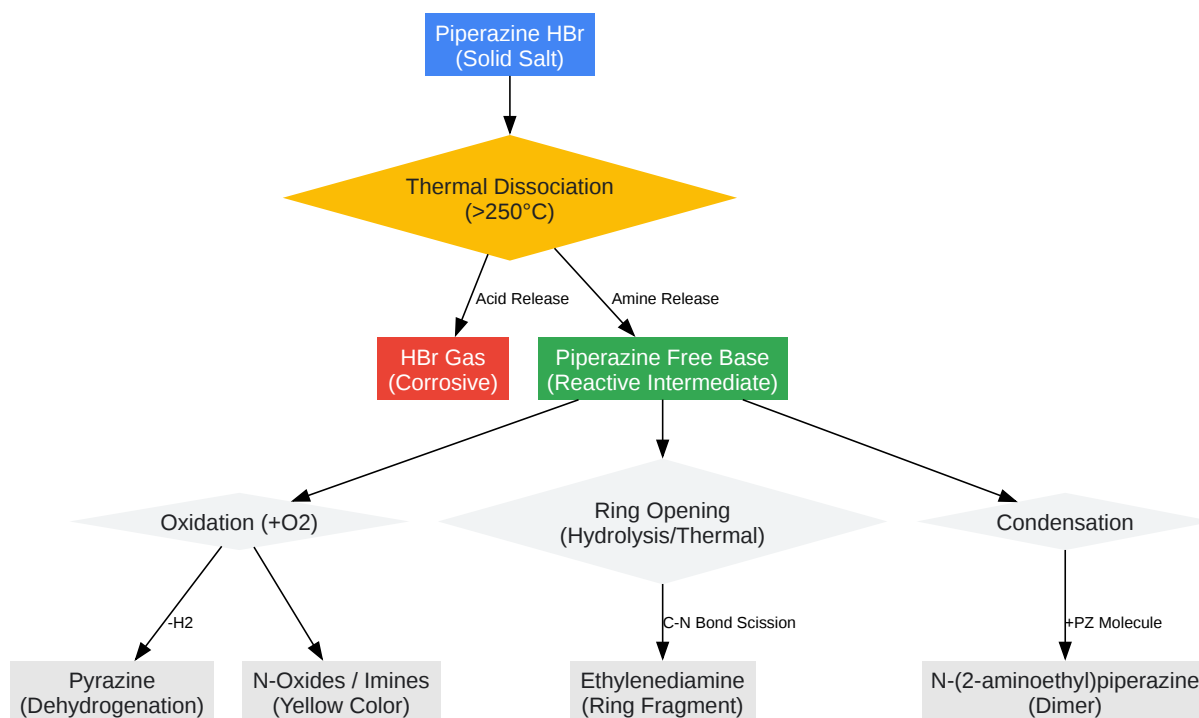 Piperazine HBr
(Solid Salt)
Thermal Dissociation
(>250°C)
Acid Release
Amine Release
HBr Gas
(Corrosive)
Piperazine Free Base
(Reactive Intermediate)
Oxidation (+O2)
Ring Opening
(Hydrolysis/Thermal)
Condensation
-H2
C-N Bond Scission
+PZ Molecule
Pyrazine
(Dehydrogenation)
N-Oxides / Imines
(Yellow Color)
Ethylenediamine
(Ring Fragment)
N-(2-aminoethyl)piperazine
(Dimer)